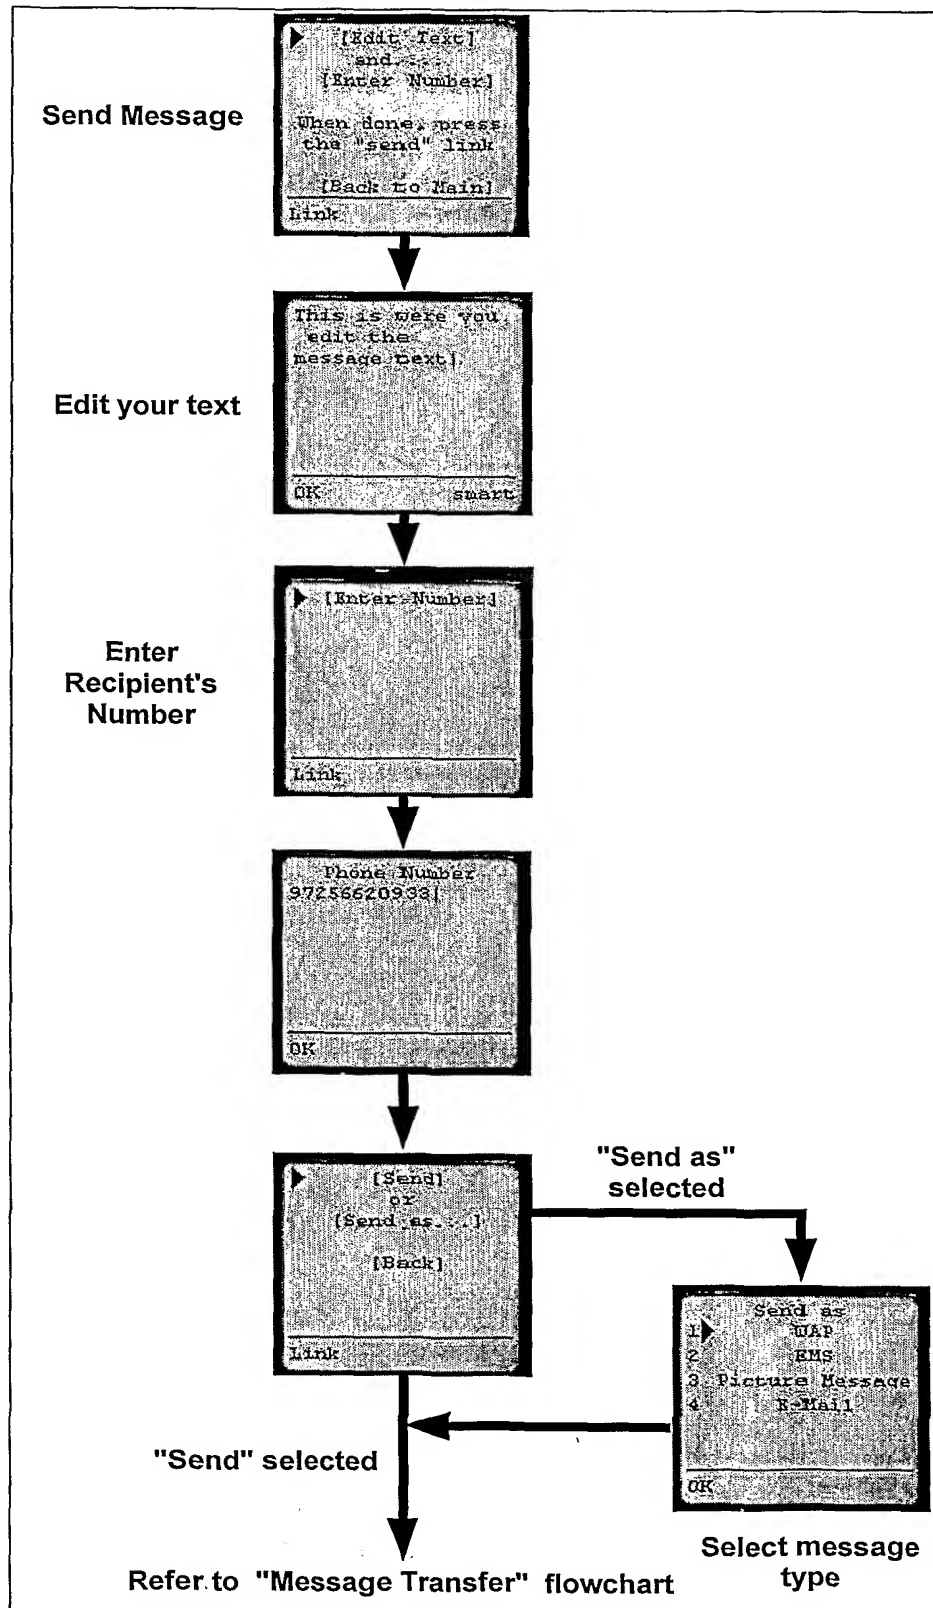 [Edit Text]
and....
[Enter Number]
Send Message
When done, press
the "send" link
[Back to Main]
Link
This is were you
edit the
message text|
Edit your text
OK smart
[Enter Number]
Enter
Recipient's
Number
Link
Phone Number
97256620933|
OK
[Send]
or
[Send as...]
[Back]
Link
"Send as"
selected
Send as
1 WAP
2 EMS
3 Picture Message
4 E-Mail
OK
"Send" selected
Select message
type
Refer to "Message Transfer" flowchart